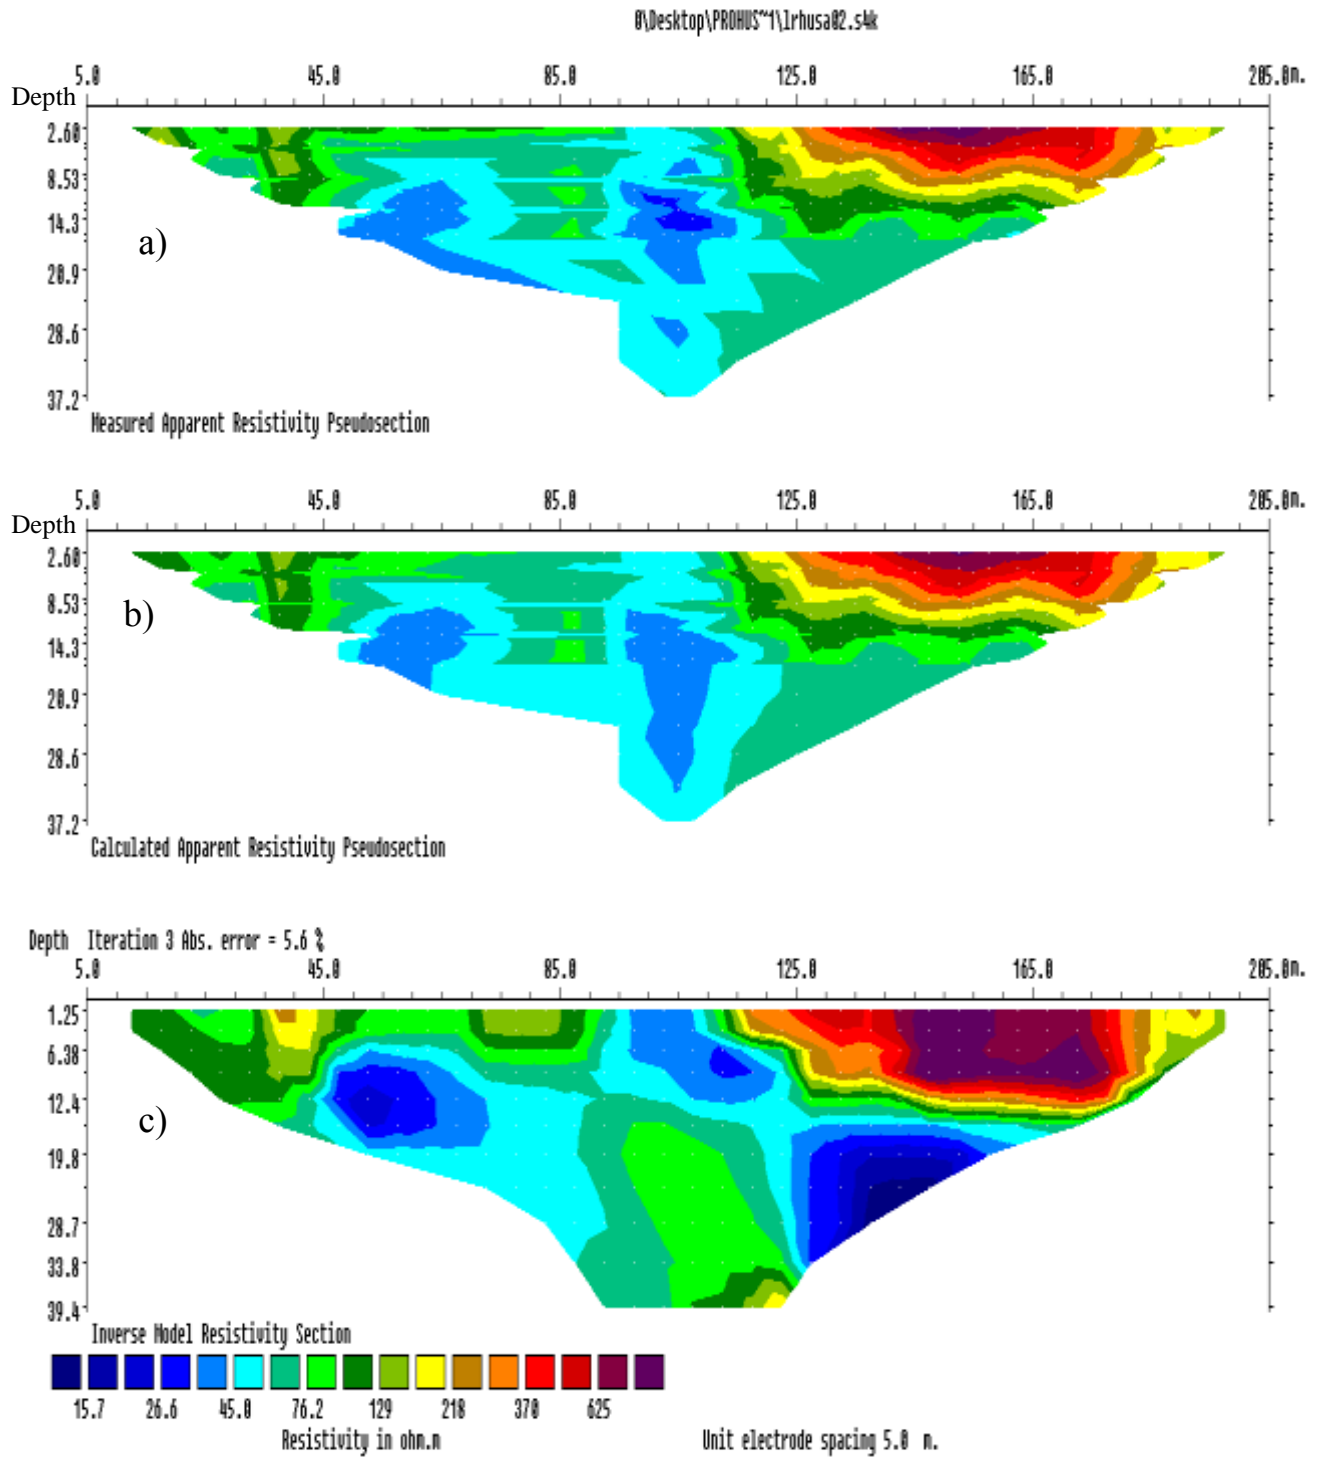 0\Desktop\PROHUS~1\lrhusa02.s4k
5.0 45.0 85.0 125.0 165.0 205.0m.
Depth
2.60
8.53
14.3
20.9
28.6
37.2
a)
Measured Apparent Resistivity Pseudosection
5.0 45.0 85.0 125.0 165.0 205.0m.
Depth
2.60
8.53
14.3
20.9
28.6
37.2
b)
Calculated Apparent Resistivity Pseudosection
Depth Iteration 3 Abs. error = 5.6 %
5.0 45.0 85.0 125.0 165.0 205.0m.
1.25
6.38
12.4
19.8
28.7
33.8
39.4
c)
Inverse Model Resistivity Section
15.7 26.6 45.0 76.2 129 218 370 625
Resistivity in ohm.m
Unit electrode spacing 5.0 m.